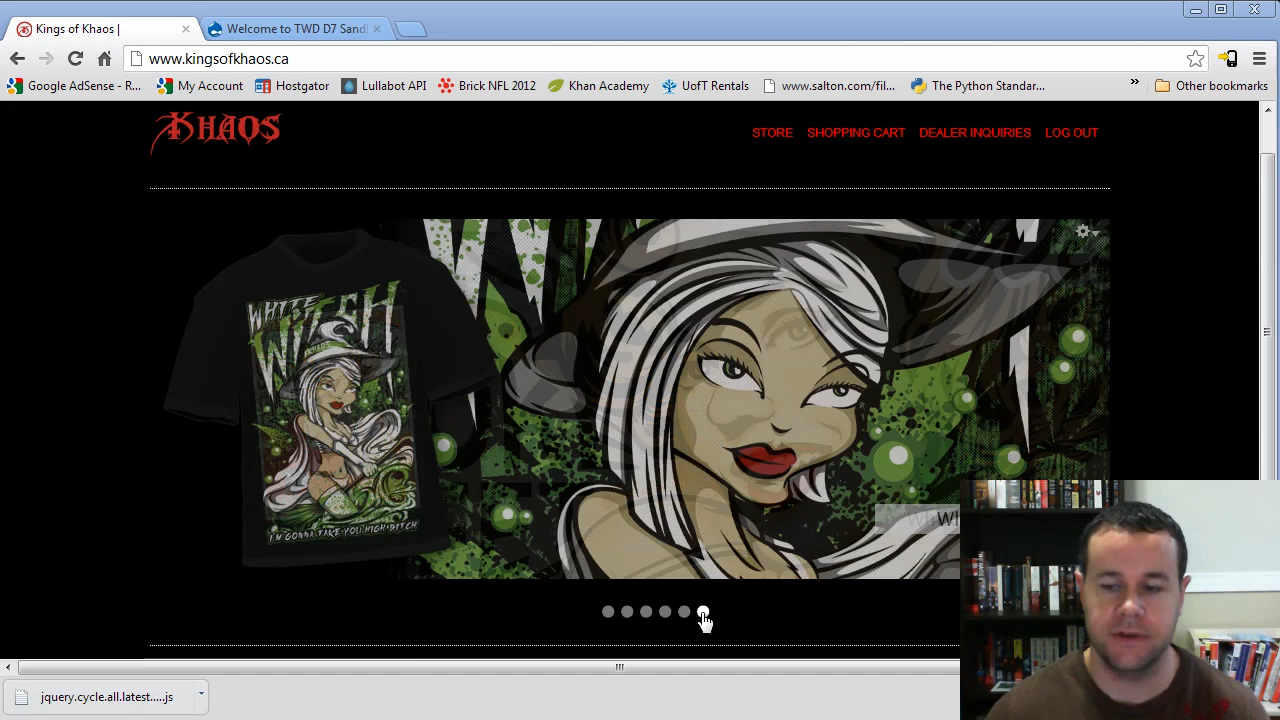 Kings of Khaos |
Welcome to TWD D7 Sand
www.kingsofkhaos.ca
Google AdSense - R...
My Account
Hostgator
Lullabot API
Brick NFL 2012
Khan Academy
UofT Rentals
www.salton.com/fil...
The Python Standar...
»
Other bookmarks
KHAOS
STORE
SHOPPING CART
DEALER INQUIRIES
LOG OUT
WHITE
WITCH
I'M GONNA TAKE YOU HIGH, BITCH
jquery.cycle.all.latest....js